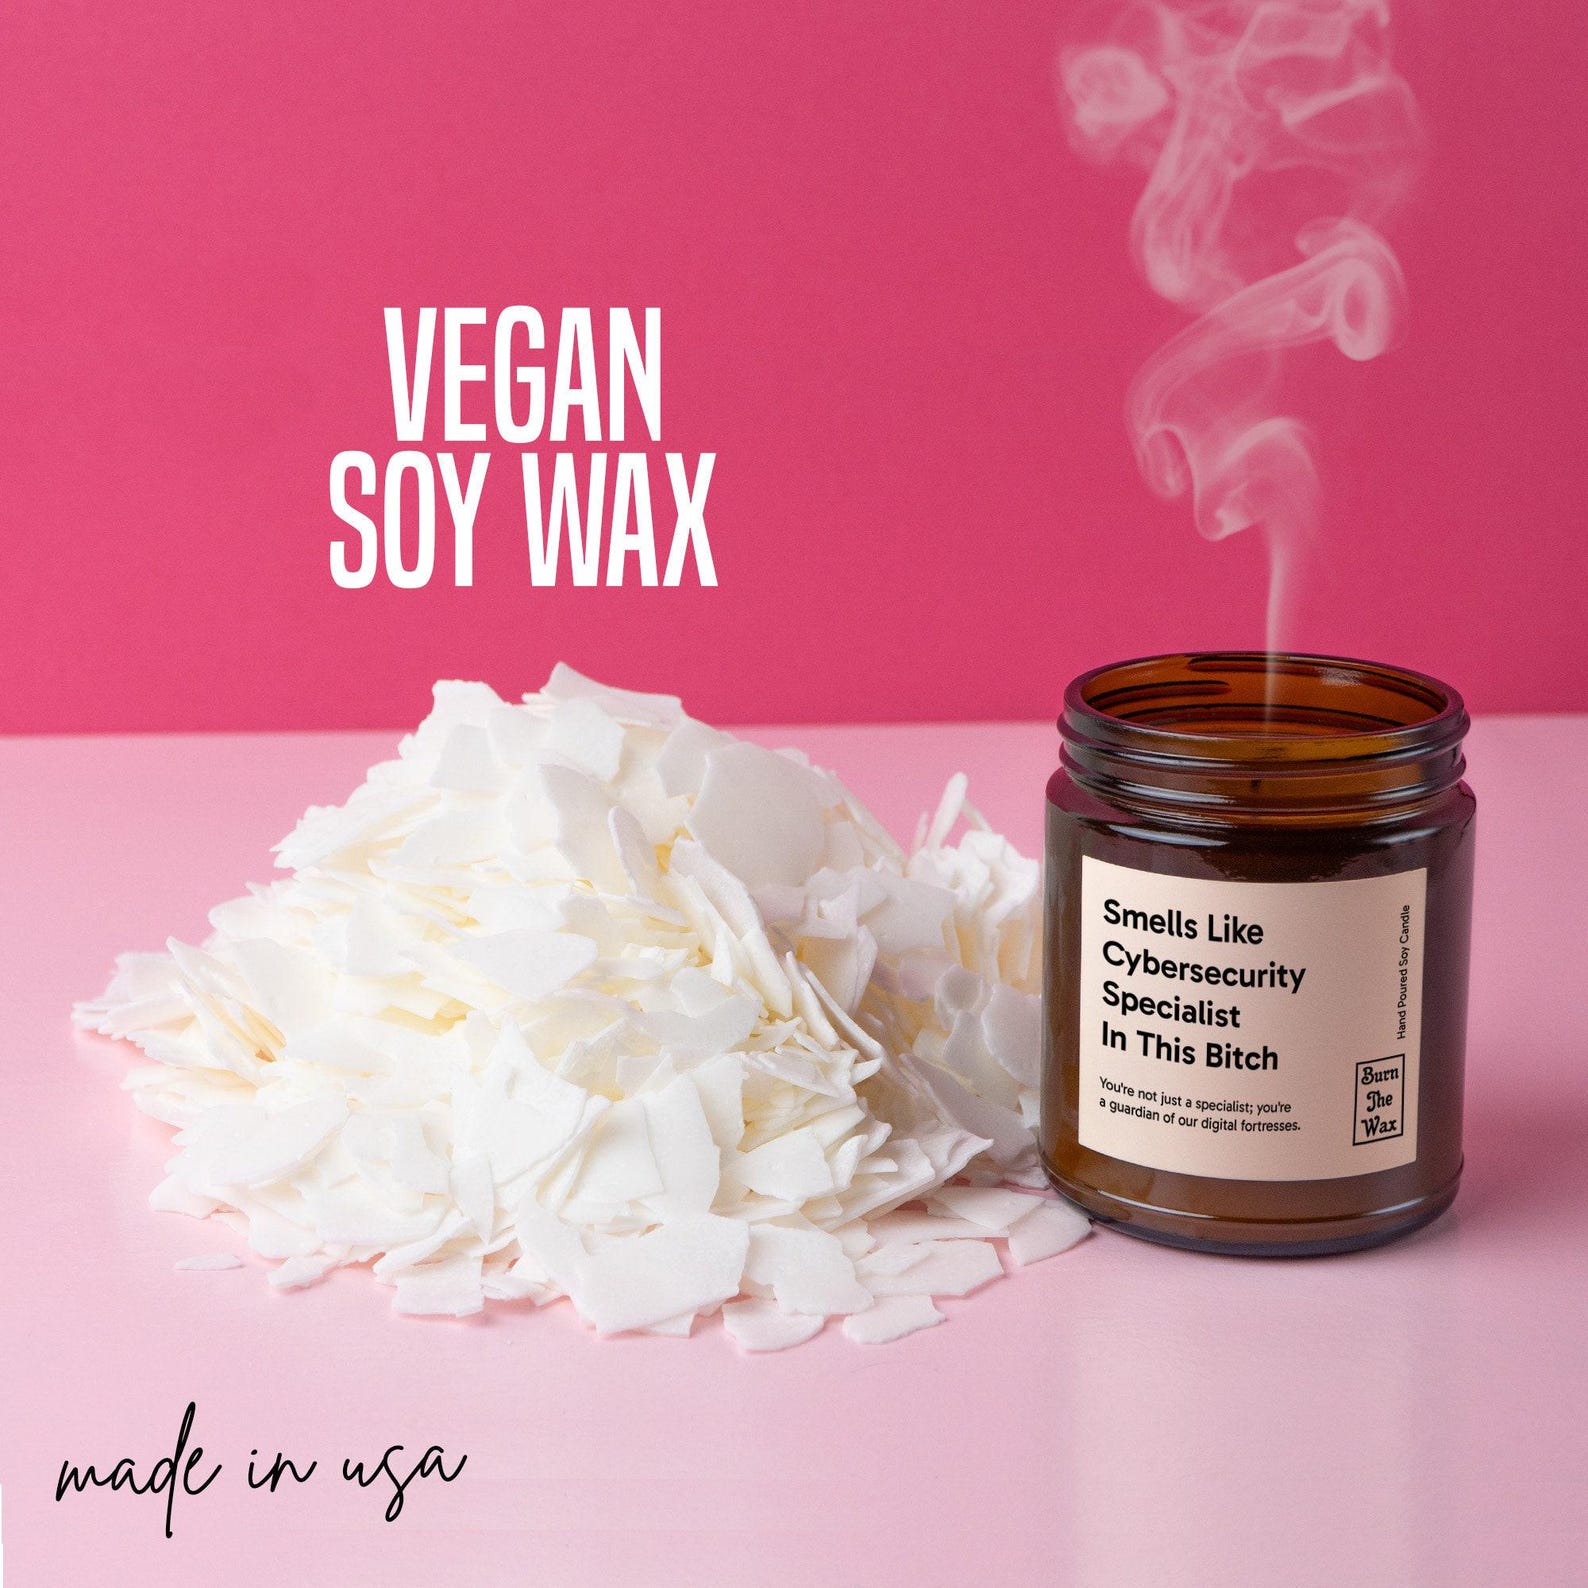 VEGAN
SOY WAX
Smells Like
Cybersecurity
Specialist
In This Bitch
You're not just a specialist; you're
a guardian of our digital fortresses.
Hand Poured Soy Candle
Burn
The
Wax
made in usa